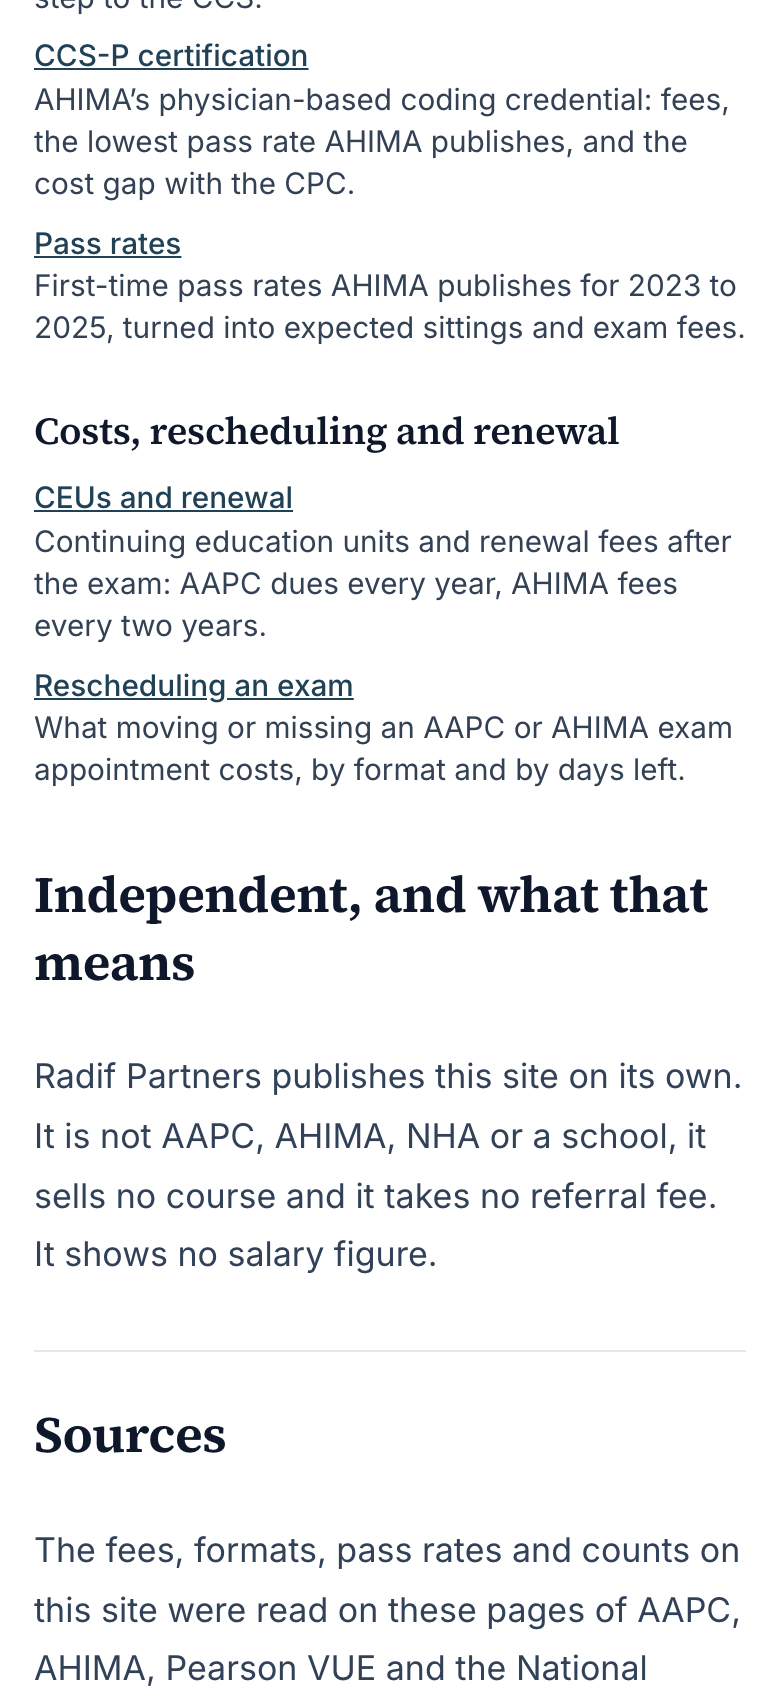 step to the CCS.
CCS-P certification
AHIMA’s physician-based coding credential: fees,
the lowest pass rate AHIMA publishes, and the
cost gap with the CPC.
Pass rates
First-time pass rates AHIMA publishes for 2023 to
2025, turned into expected sittings and exam fees.
Costs, rescheduling and renewal
CEUs and renewal
Continuing education units and renewal fees after
the exam: AAPC dues every year, AHIMA fees
every two years.
Rescheduling an exam
What moving or missing an AAPC or AHIMA exam
appointment costs, by format and by days left.
Independent, and what that
means
Radif Partners publishes this site on its own.
It is not AAPC, AHIMA, NHA or a school, it
sells no course and it takes no referral fee.
It shows no salary figure.
Sources
The fees, formats, pass rates and counts on
this site were read on these pages of AAPC,
AHIMA, Pearson VUE and the National